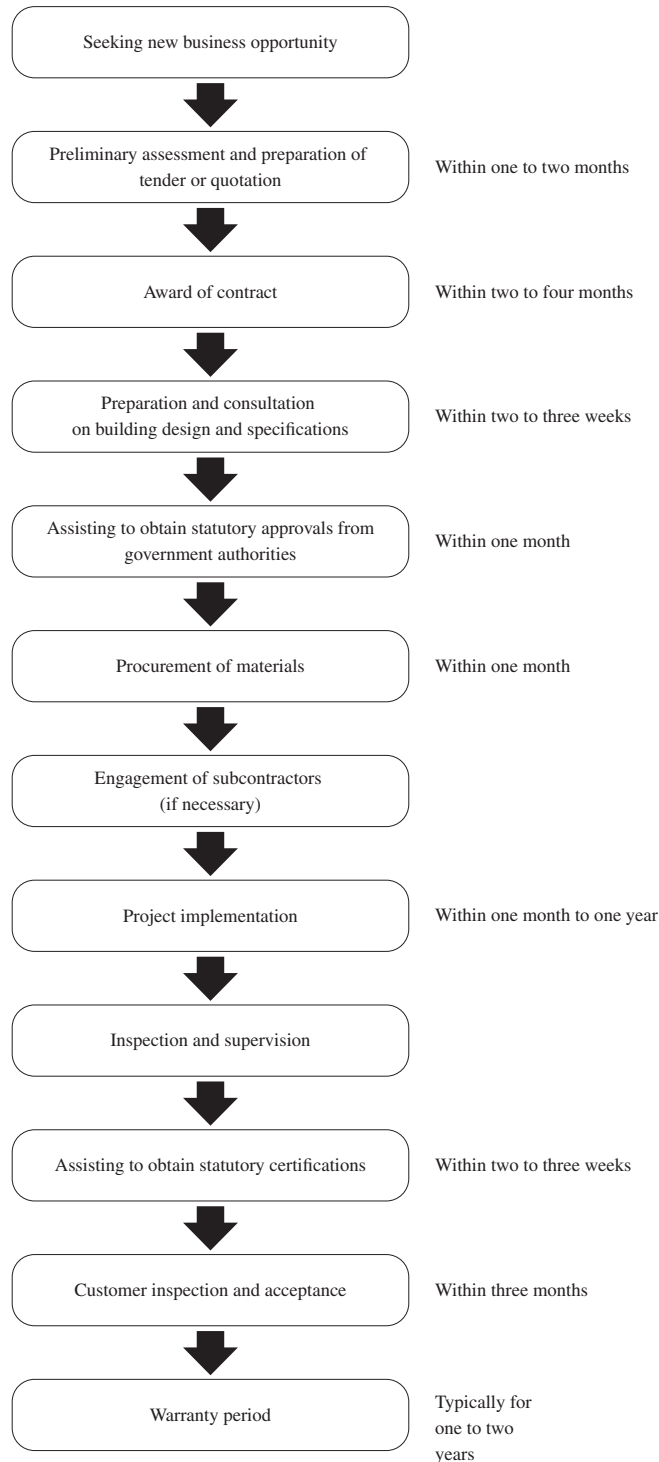 Seeking new business opportunity
Preliminary assessment and preparation of
tender or quotation
Within one to two months
Award of contract
Within two to four months
Preparation and consultation
on building design and specifications
Within two to three weeks
Assisting to obtain statutory approvals from
government authorities
Within one month
Procurement of materials
Within one month
Engagement of subcontractors
(if necessary)
Project implementation
Within one month to one year
Inspection and supervision
Assisting to obtain statutory certifications
Within two to three weeks
Customer inspection and acceptance
Within three months
Warranty period
Typically for
one to two
years